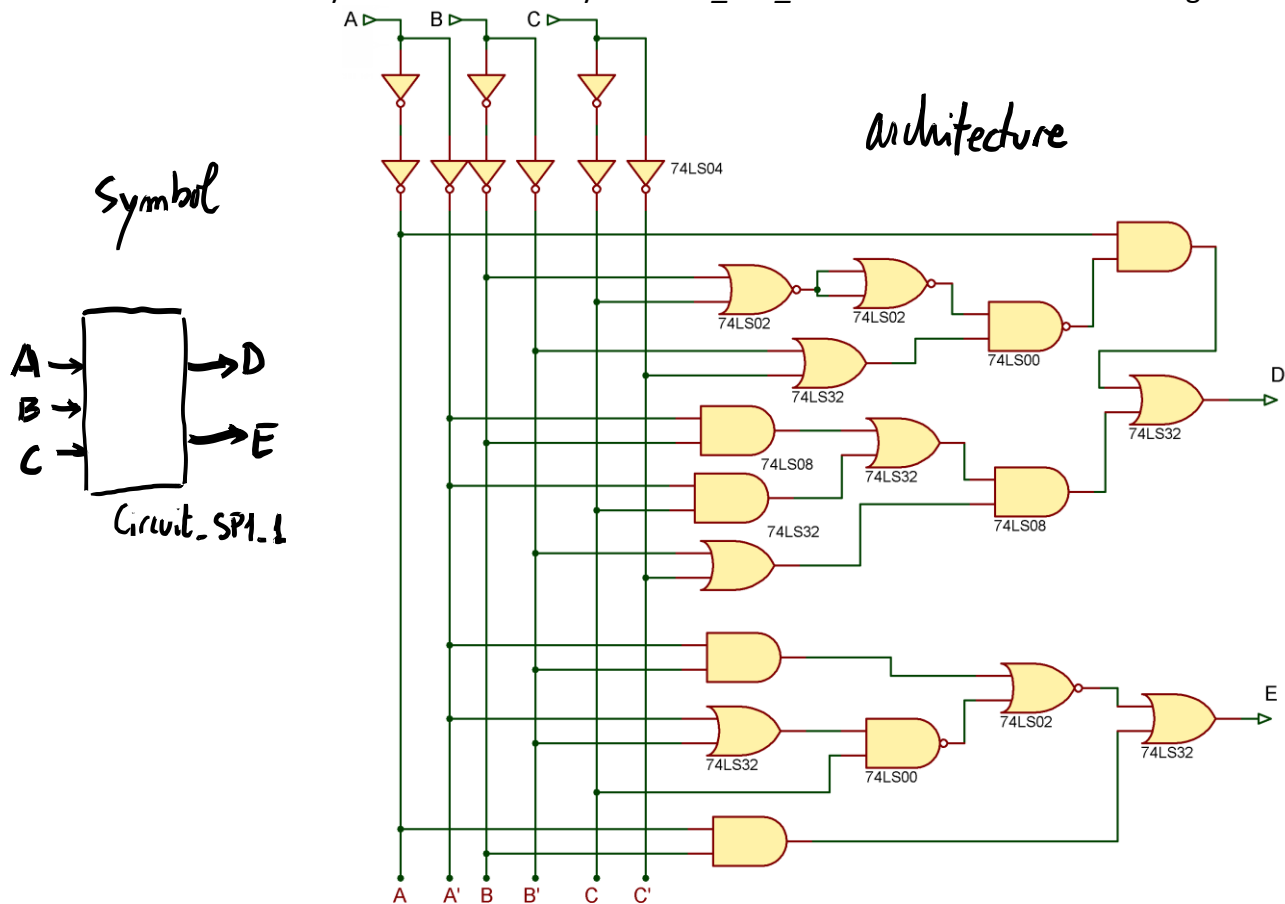 A B C
architecture
74LS04
Symbol
74LS02
74LS02
74LS00
74LS32
D
74LS32
74LS08
74LS32
74LS32
74LS08
A D
B
C E
Circuit_SP1_1
E
74LS02
74LS32
74LS32
74LS00
A A' B B' C C'